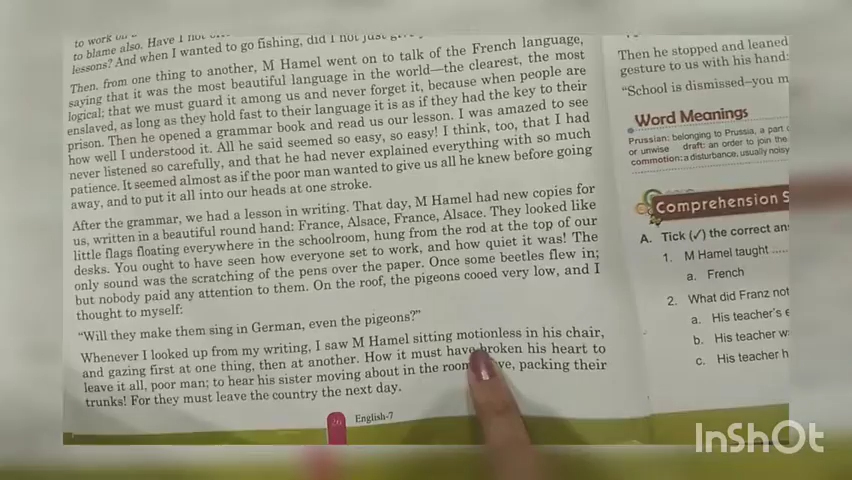 to work on
to blame also. Have I not
lessons? And when I wanted to go fishing, did I not just
Then, from one thing to another, M Hamel went on to talk of the French language,
saying that it was the most beautiful language in the world—the clearest, the most
logical; that we must guard it among us and never forget it, because when people are
enslaved, as long as they hold fast to their language it is as if they had the key to their
prison. Then he opened a grammar book and read us our lesson. I was amazed to see
how well I understood it. All he said seemed so easy, so easy! I think, too, that I had
never listened so carefully, and that he had never explained everything with so much
patience. It seemed almost as if the poor man wanted to give us all he knew before going
away, and to put it all into our heads at one stroke.
After the grammar, we had a lesson in writing. That day, M Hamel had new copies for
us, written in a beautiful round hand: France, Alsace, France, Alsace. They looked like
little flags floating everywhere in the schoolroom, hung from the rod at the top of our
desks. You ought to have seen how everyone set to work, and how quiet it was! The
only sound was the scratching of the pens over the paper. Once some beetles flew in;
but nobody paid any attention to them. On the roof, the pigeons cooed very low, and I
thought to myself:
“Will they make them sing in German, even the pigeons?”
Whenever I looked up from my writing, I saw M Hamel sitting motionless in his chair,
and gazing first at one thing, then at another. How it must have broken his heart to
leave it all, poor man; to hear his sister moving about in the room, packing their
trunks! For they must leave the country the next day.
26 English-7
Then he stopped and leaned
gesture to us with his hand:
“School is dismissed—you m
Word Meanings
Prussian: belonging to Prussia, a part
or unwise draft: an order to join the
commotion: a disturbance, usually noisy
Comprehension S
A. Tick (✓) the correct an
1. M Hamel taught .....
a. French
2. What did Franz not
a. His teacher's
b. His teacher w
c. His teacher h
InShOt